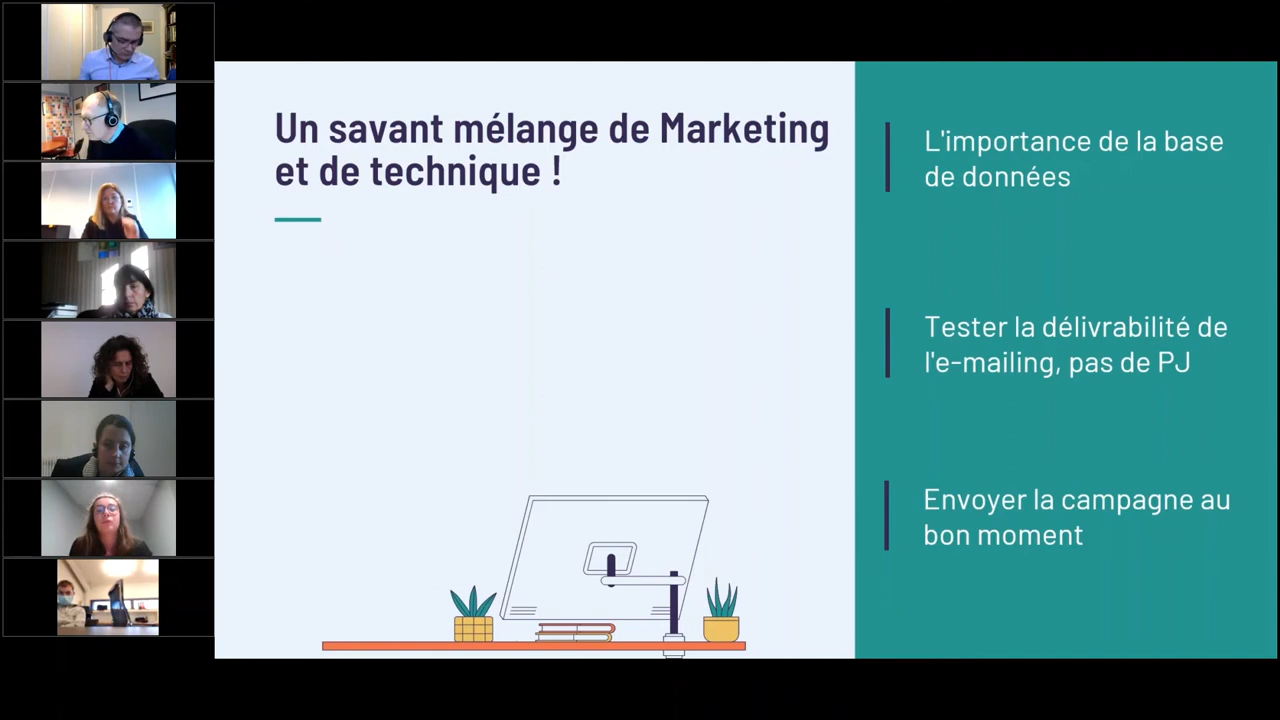 Un savant mélange de Marketing
et de technique !
L'importance de la base
de données
Tester la délivrabilité de
l'e-mailing, pas de PJ
Envoyer la campagne au
bon moment